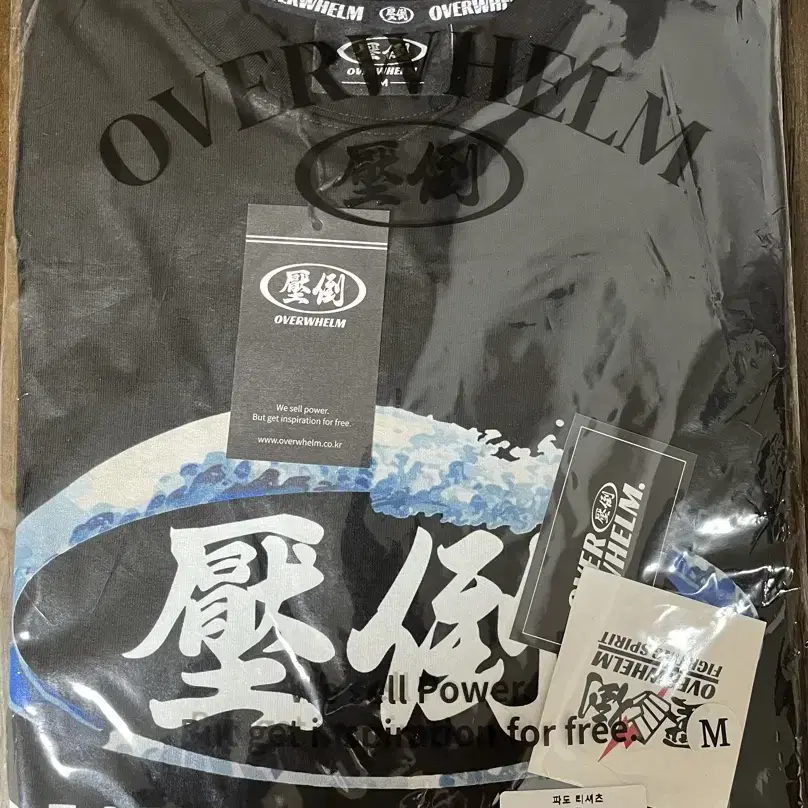 OVERWHELM 壓倒 OVERWHELM
壓倒
OVERWHELM
M
OVERWHELM
壓倒
壓倒
OVERWHELM
We sell power.
But get inspiration for free.
www.overwhelm.co.kr
壓倒
OVER 壓倒
WHELM.
OVERWHELM
FIGHTING SPIRIT
M
We sell Power.
But get inspiration for free.
파도 티셔츠